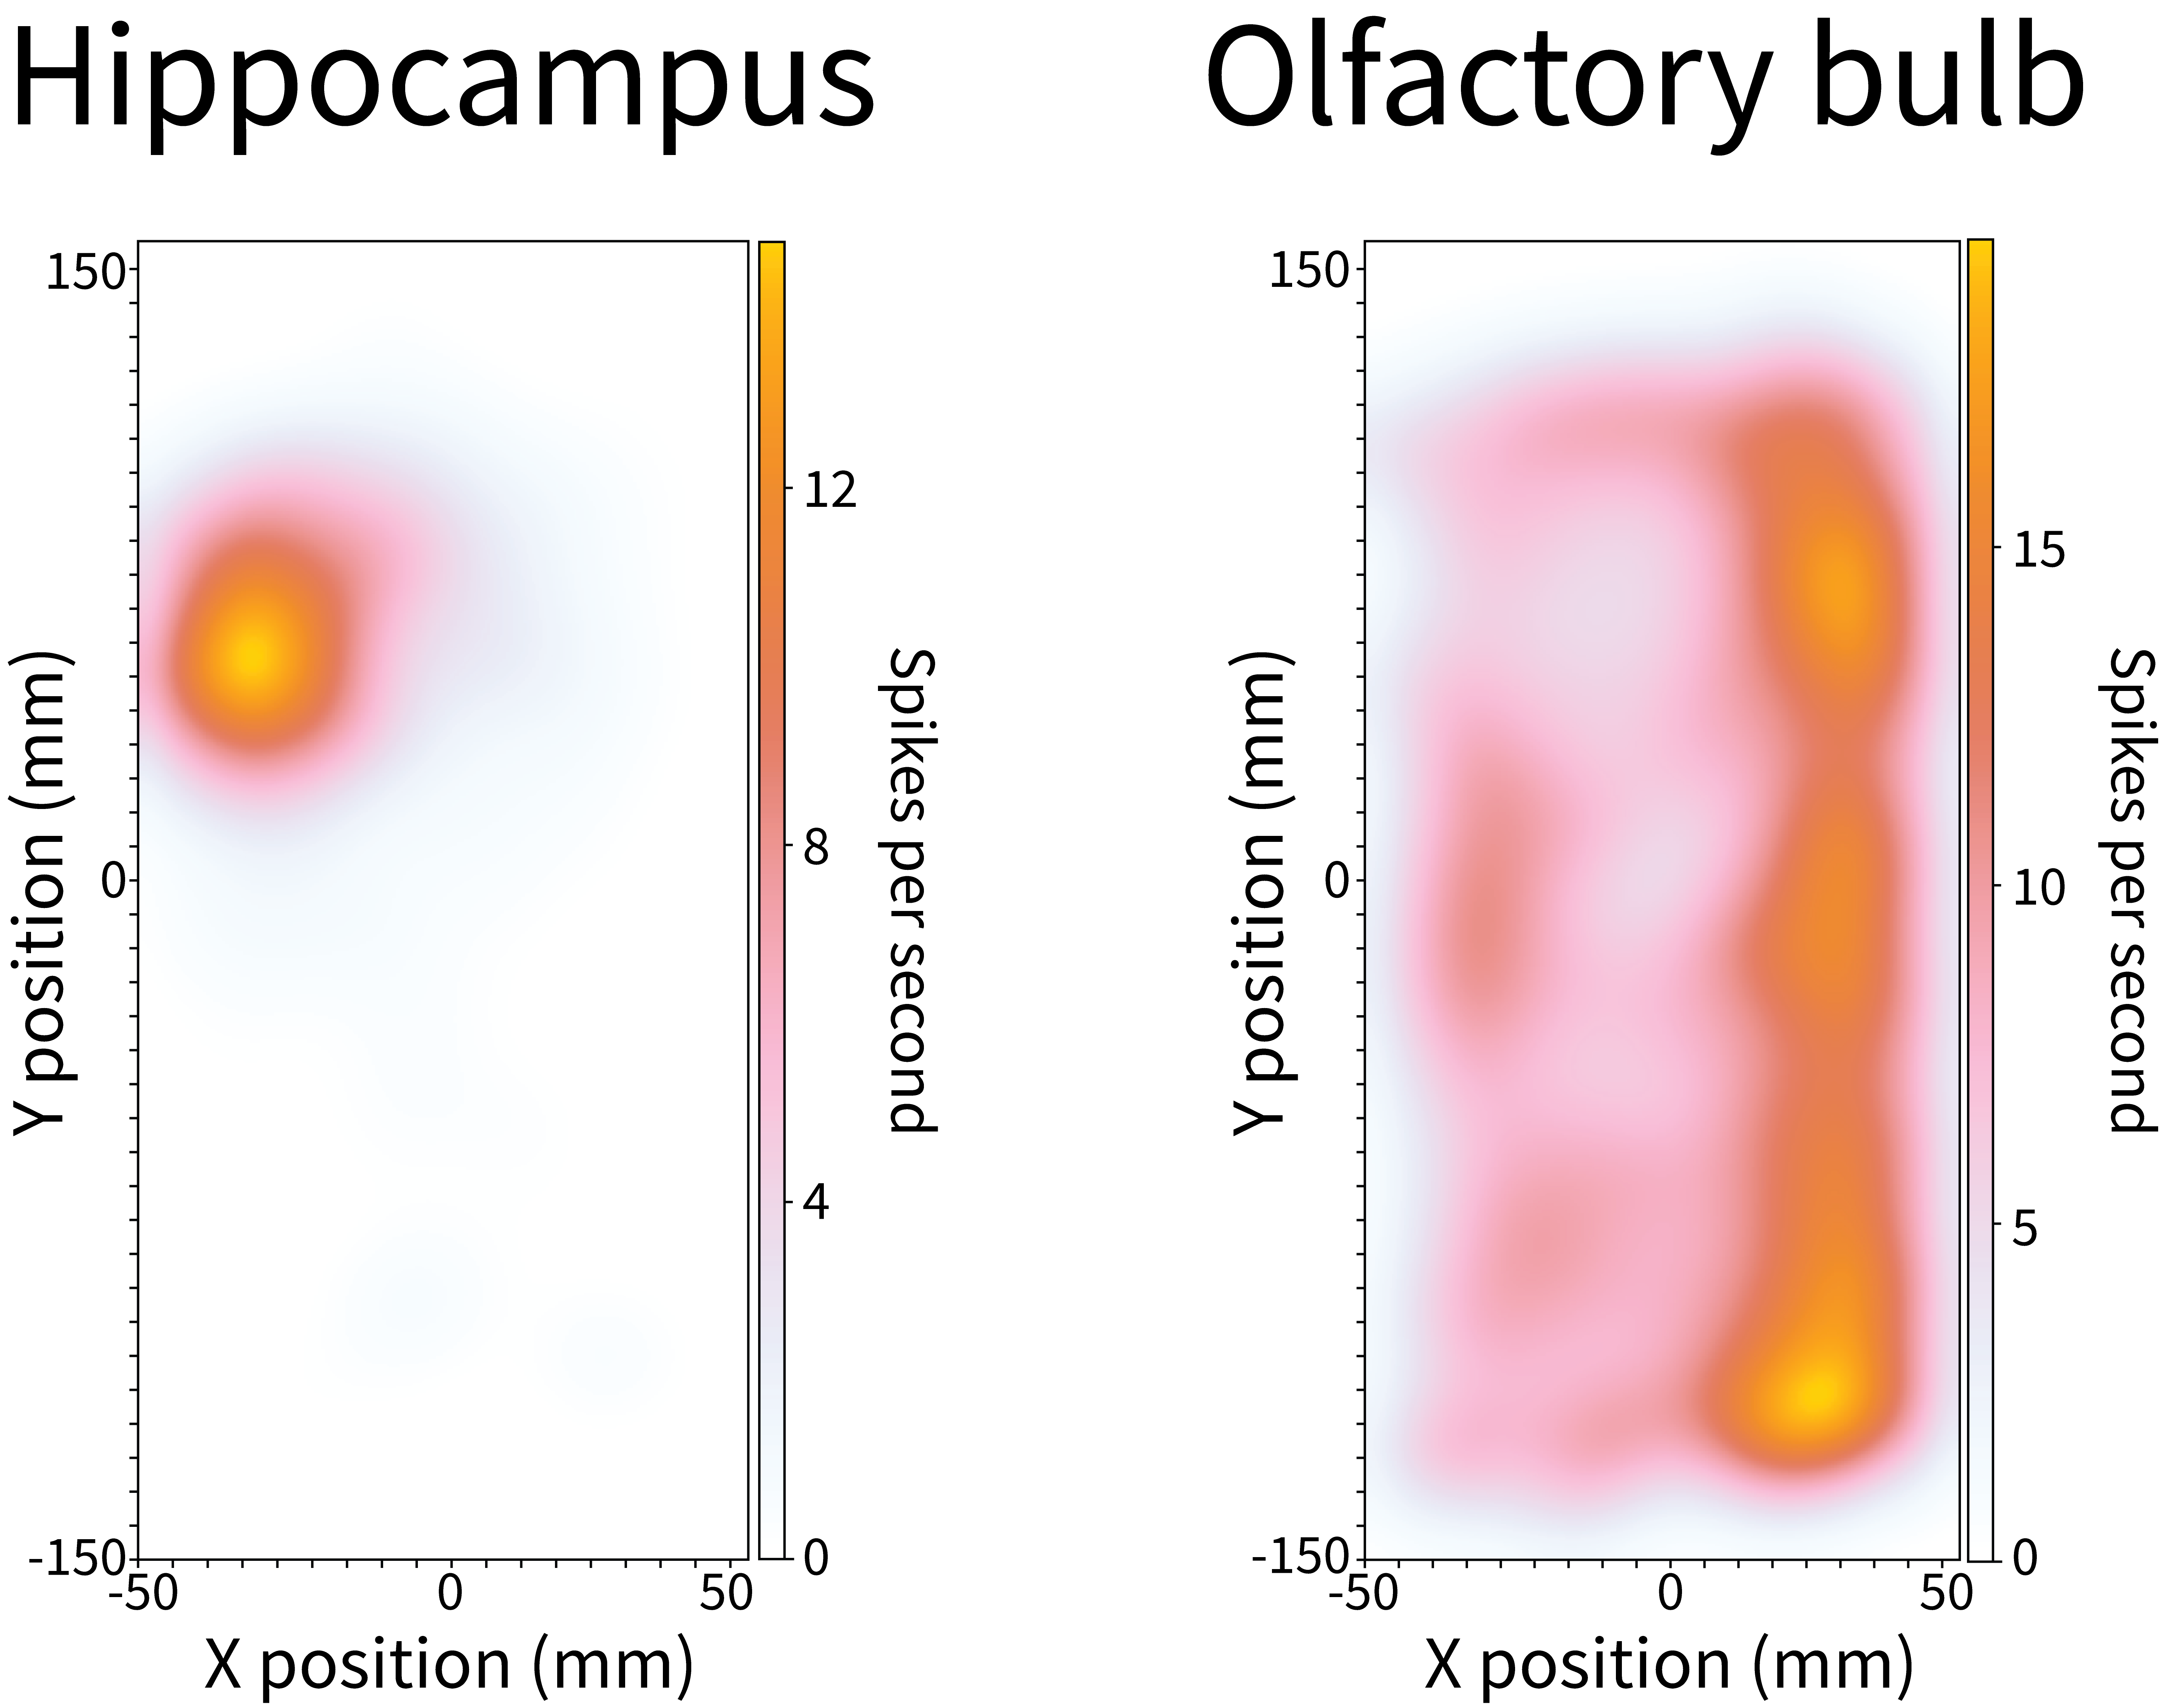 Hippocampus
150
0
-150
-50
0
50
X position (mm)
Y position (mm)
12
8
4
0
Spikes per second
Olfactory bulb
150
0
-150
-50
0
50
X position (mm)
Y position (mm)
15
10
5
0
Spikes per second